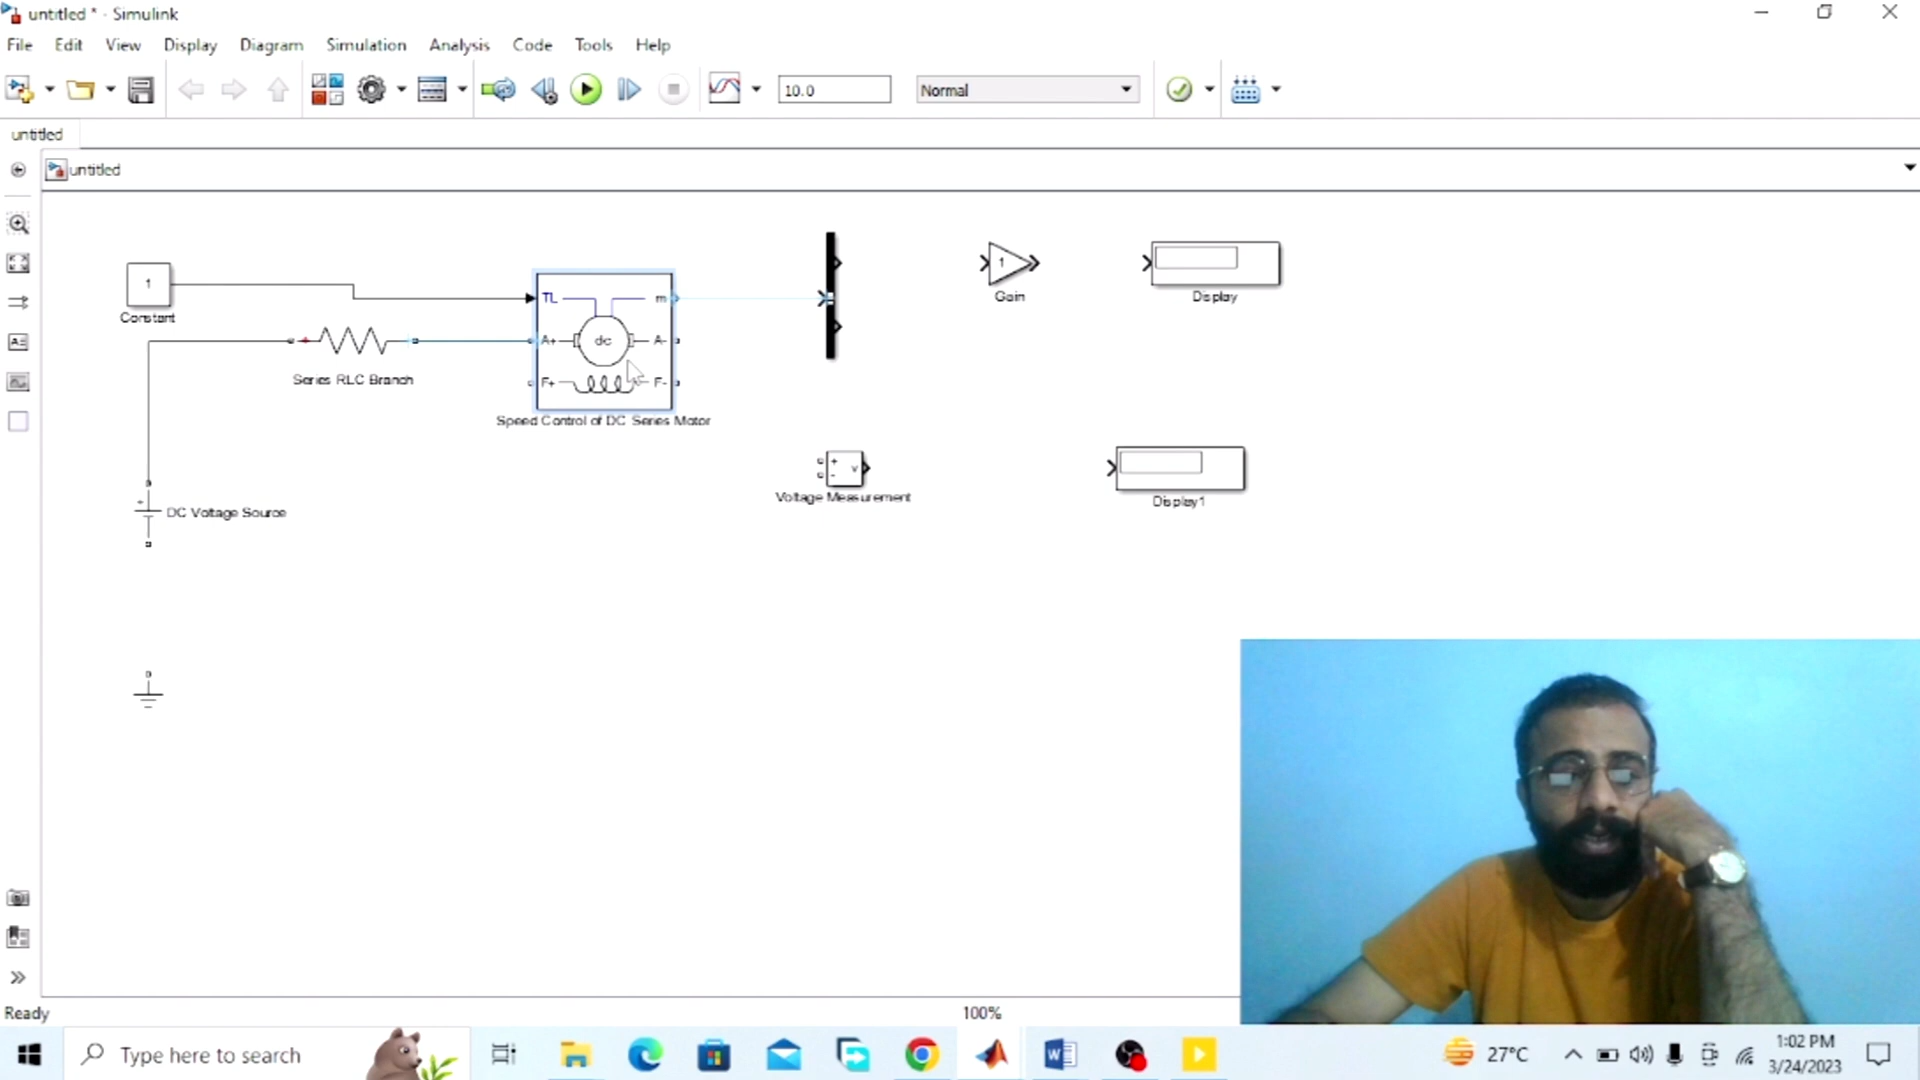 untitled * - Simulink
File Edit View Display Diagram Simulation Analysis Code Tools Help
10.0 Normal
untitled
untitled
1
Constant
Series RLC Branch
TL m
A+ dc A-
F+ F-
Speed Control of DC Series Motor
1
Gain
Display
+ v
-
Voltage Measurement
Display1
+
DC Voltage Source
Ready 100%
Type here to search
27°C
1:02 PM
3/24/2023